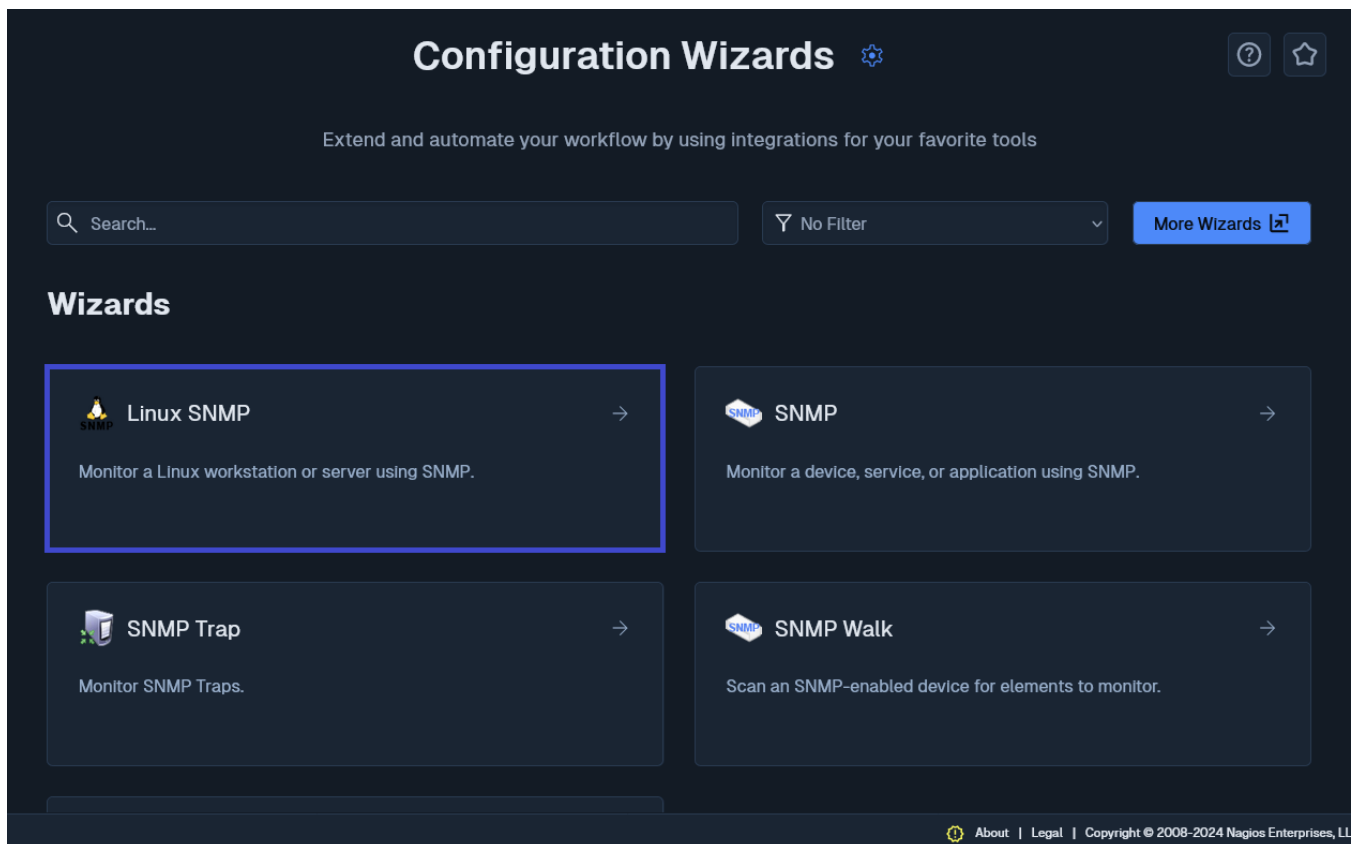 Configuration Wizards
Extend and automate your workflow by using integrations for your favorite tools
Search...
No Filter
More Wizards
Wizards
SNMP
Linux SNMP
Monitor a Linux workstation or server using SNMP.
SNMP
SNMP
Monitor a device, service, or application using SNMP.
SNMP Trap
Monitor SNMP Traps.
SNMP
SNMP Walk
Scan an SNMP-enabled device for elements to monitor.
About | Legal | Copyright © 2008-2024 Nagios Enterprises, LL